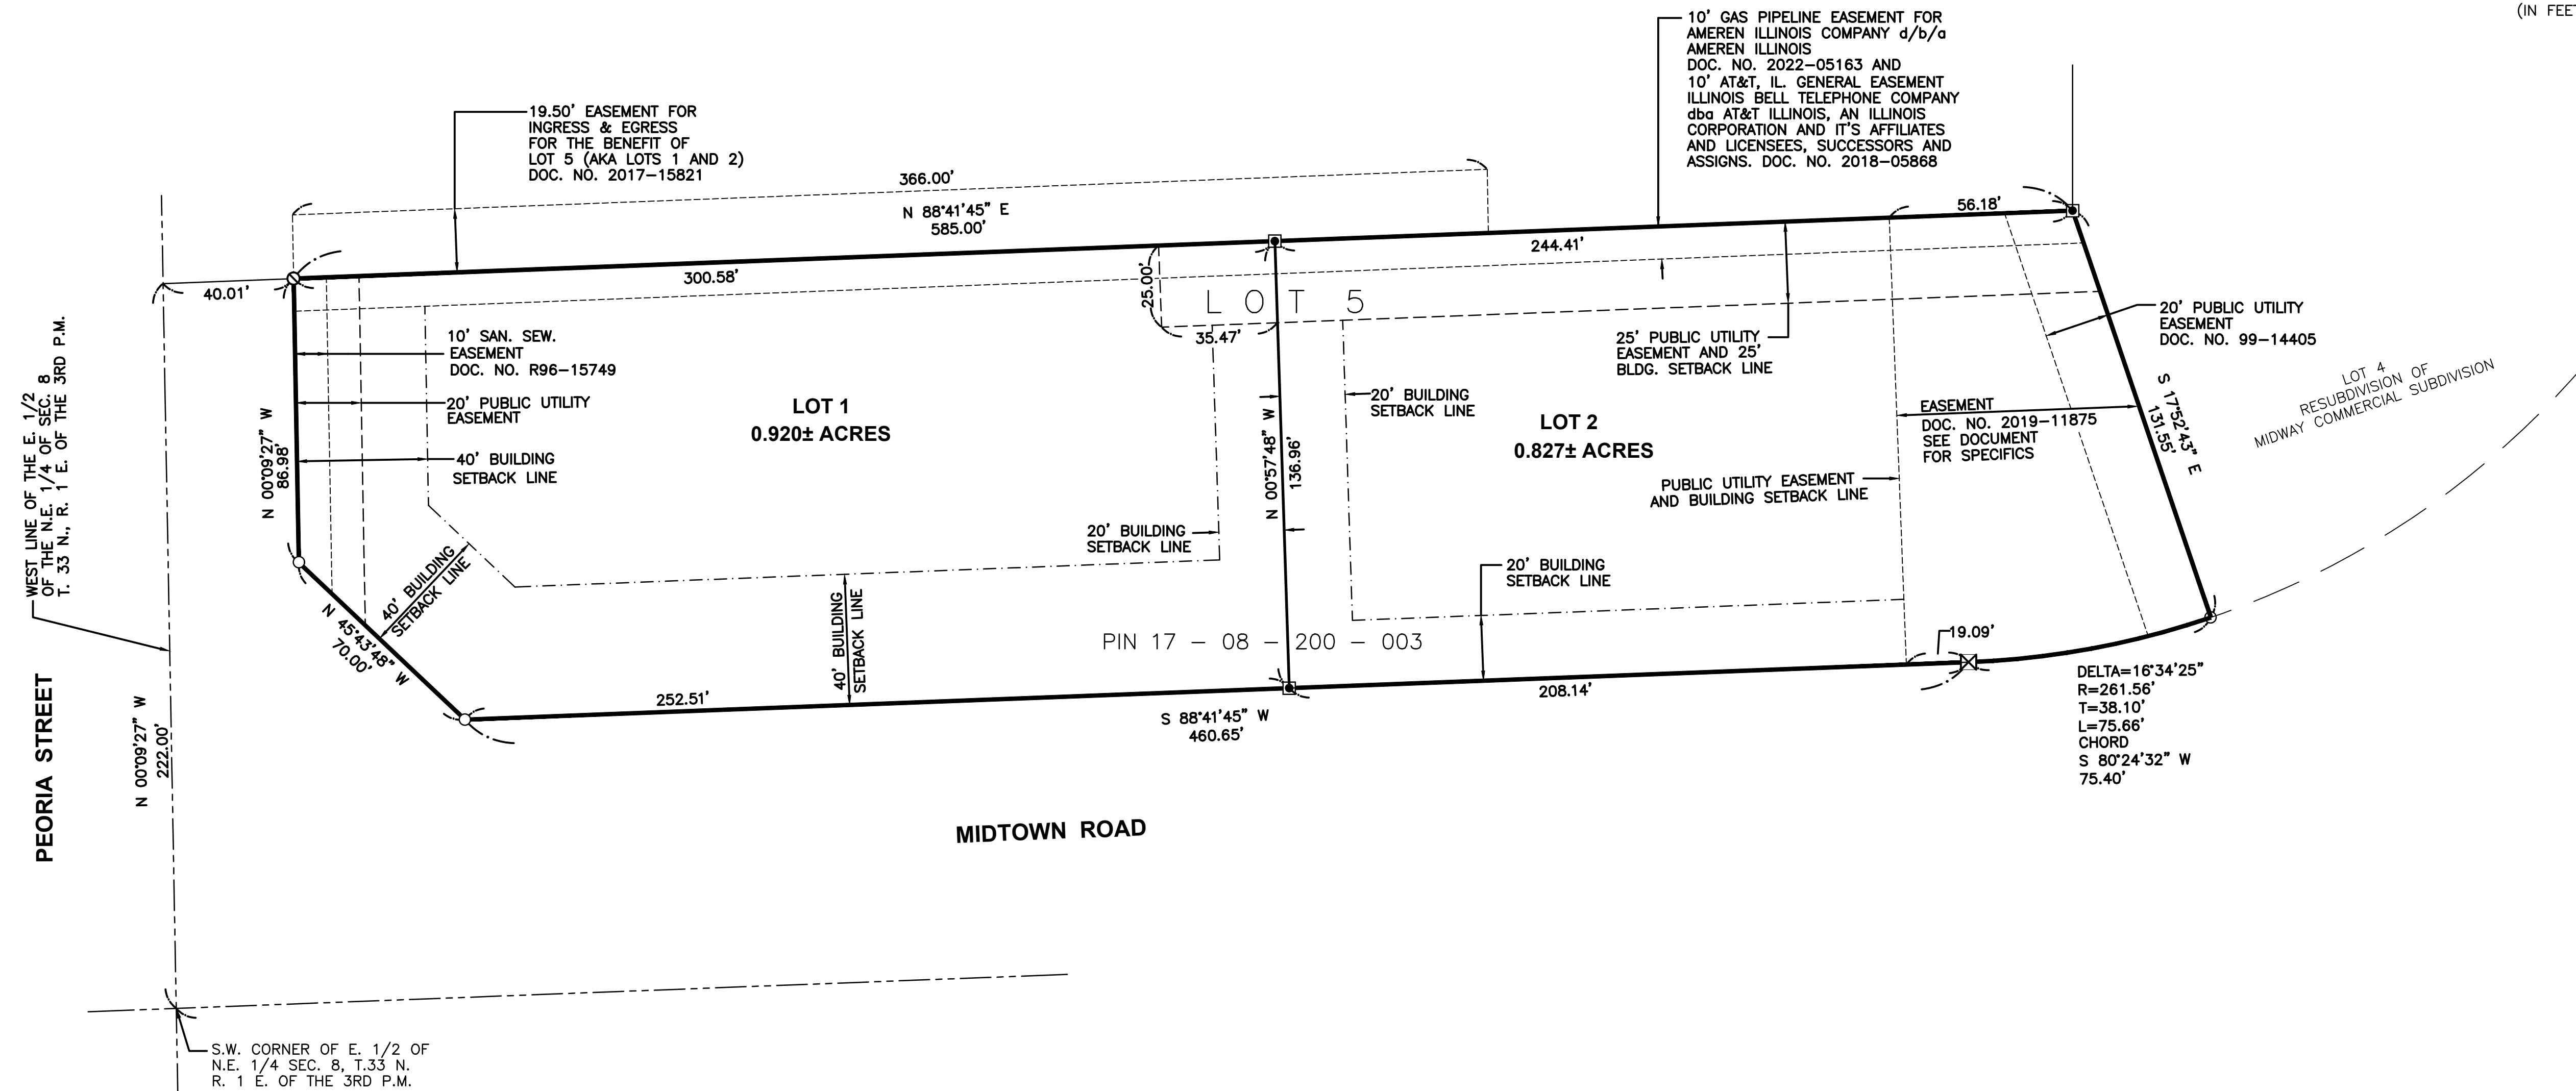 (IN FEET
10' GAS PIPELINE EASEMENT FOR
AMEREN ILLINOIS COMPANY d/b/a
AMEREN ILLINOIS
DOC. NO. 2022-05163 AND
10' AT&T, IL. GENERAL EASEMENT
ILLINOIS BELL TELEPHONE COMPANY
dba AT&T ILLINOIS, AN ILLINOIS
CORPORATION AND IT'S AFFILIATES
AND LICENSEES, SUCCESSORS AND
ASSIGNS. DOC. NO. 2018-05868
19.50' EASEMENT FOR
INGRESS & EGRESS
FOR THE BENEFIT OF
LOT 5 (AKA LOTS 1 AND 2)
DOC. NO. 2017-15821
366.00'
N 88°41'45" E
585.00'
56.18'
244.41'
300.58'
40.01'
25.00'
LOT 5
35.47'
10' SAN. SEW.
EASEMENT
DOC. NO. R96-15749
20' PUBLIC UTILITY
EASEMENT
40' BUILDING
SETBACK LINE
LOT 1
0.920± ACRES
20' BUILDING
SETBACK LINE
N 00°57'48" W
136.96'
20' BUILDING
SETBACK LINE
LOT 2
0.827± ACRES
25' PUBLIC UTILITY
EASEMENT AND 25'
BLDG. SETBACK LINE
20' PUBLIC UTILITY
EASEMENT
DOC. NO. 99-14405
EASEMENT
DOC. NO. 2019-11875
SEE DOCUMENT
FOR SPECIFICS
PUBLIC UTILITY EASEMENT
AND BUILDING SETBACK LINE
S 17°52'43" E
131.55'
LOT 4
RESUBDIVISION OF
MIDWAY COMMERCIAL SUBDIVISION
WEST LINE OF THE E. 1/2
OF THE N.E. 1/4 OF SEC. 8
T. 33 N., R. 1 E. OF THE 3RD P.M.
N 00°09'27" W
86.98'
40' BUILDING
SETBACK LINE
N 45°43'48" W
70.00'
40' BUILDING
SETBACK LINE
20' BUILDING
SETBACK LINE
PIN 17 - 08 - 200 - 003
19.09'
252.51'
208.14'
S 88°41'45" W
460.65'
DELTA=16°34'25"
R=261.56'
T=38.10'
L=75.66'
CHORD
S 80°24'32" W
75.40'
PEORIA STREET
N 00°09'27" W
222.00'
MIDTOWN ROAD
S.W. CORNER OF E. 1/2 OF
N.E. 1/4 SEC. 8, T.33 N.
R. 1 E. OF THE 3RD P.M.